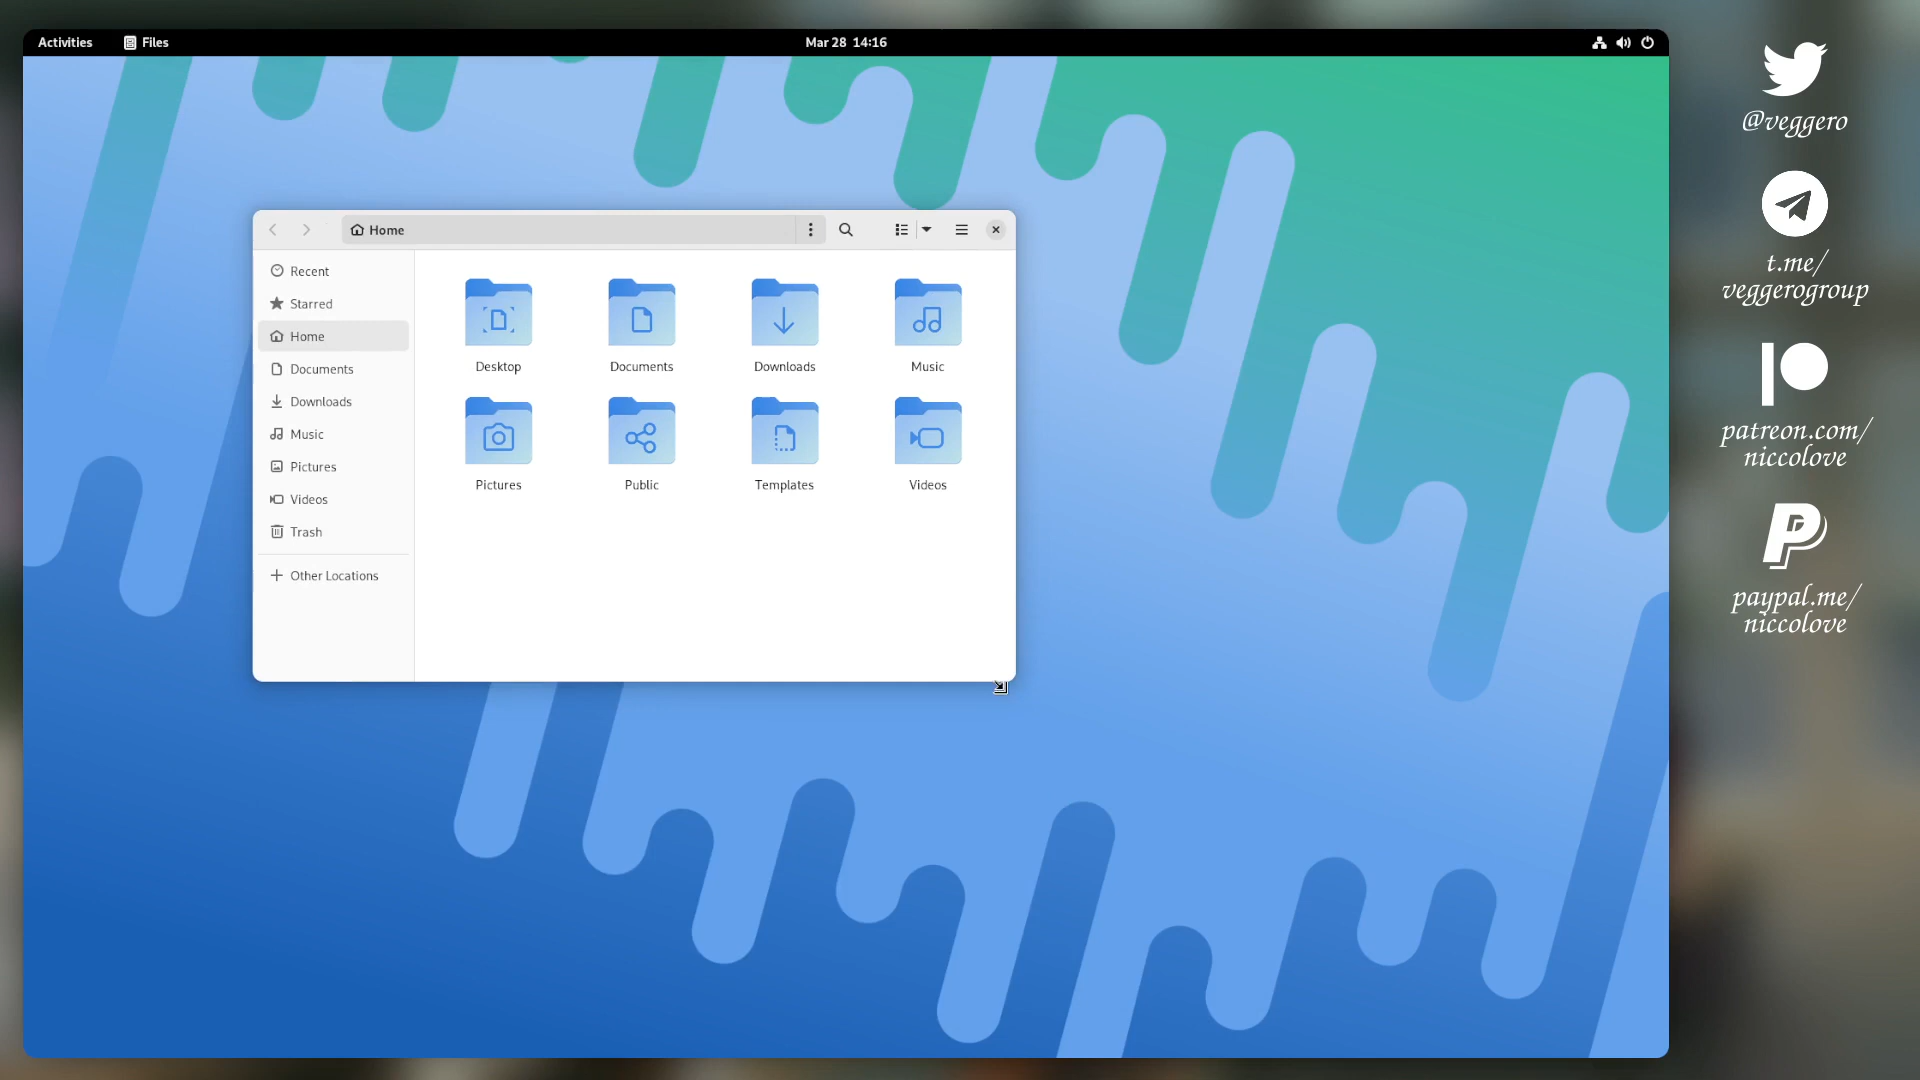 Activities
Files
Mar 28 14:16
Home
Recent
Starred
Home
Documents
Downloads
Music
Pictures
Videos
Trash
Other Locations
Desktop
Documents
Downloads
Music
Pictures
Public
Templates
Videos
@veggero
t.me/
veggerogroup
patreon.com/
niccolove
paypal.me/
niccolove